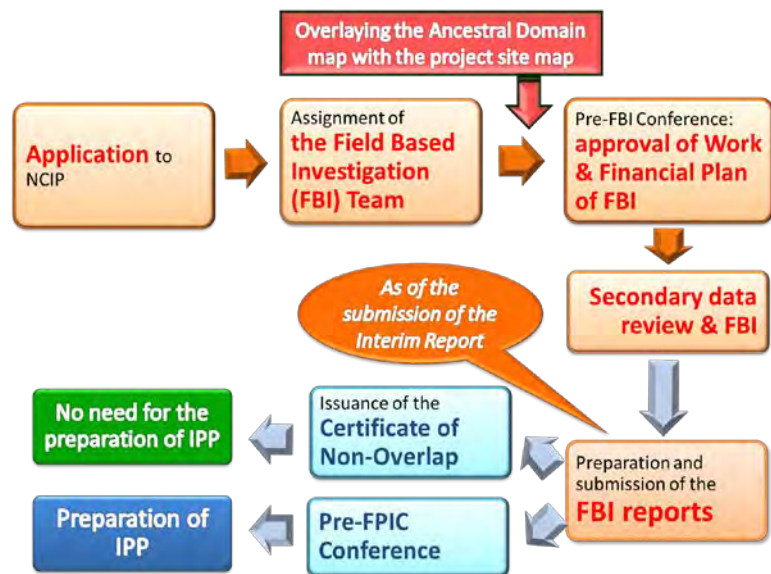 Overlaying the Ancestral Domain
map with the project site map
Application to
NCIP
Assignment of
the Field Based
Investigation
(FBI) Team
Pre-FBI Conference:
approval of Work
& Financial Plan
of FBI
Secondary data
review & FBI
As of the
submission of the
Interim Report
Preparation and
submission of the
FBI reports
Issuance of the
Certificate of
Non-Overlap
No need for the
preparation of IPP
Pre-FPIC
Conference
Preparation of
IPP